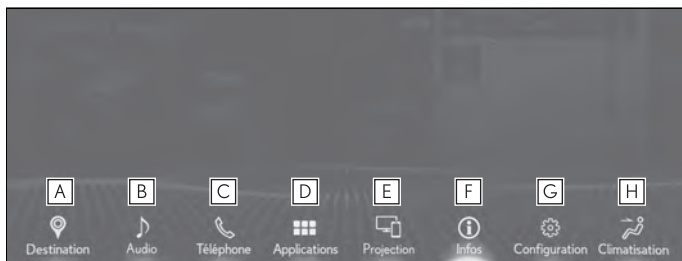 A B C D E F G H
Destination Audio Téléphone Applications Projection Infos Configuration Climatisation